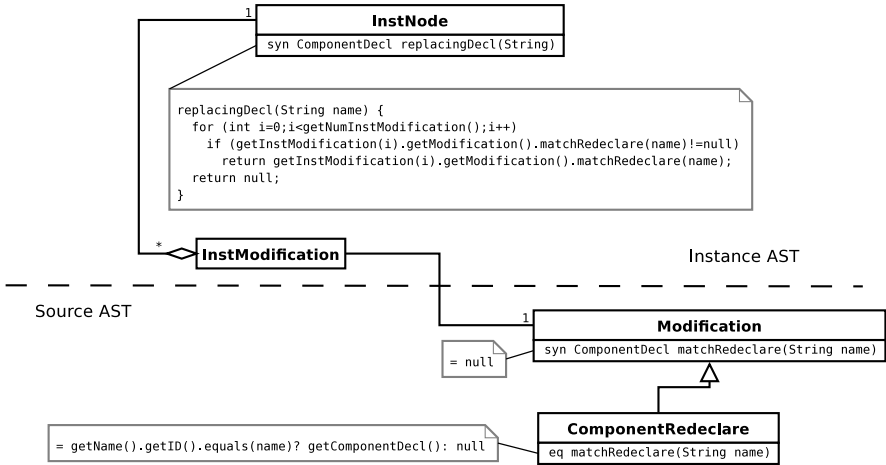 1
InstNode
syn ComponentDecl replacingDecl(String)
replacingDecl(String name) {
for (int i=0;i<getNumInstModification();i++)
if (getInstModification(i).getModification().matchRedeclare(name)!=null)
return getInstModification(i).getModification().matchRedeclare(name);
return null;
}
*
InstModification
Instance AST
Source AST
1
Modification
syn ComponentDecl matchRedeclare(String name)
= null
ComponentRedeclare
eq matchRedeclare(String name)
= getName().getID().equals(name)? getComponentDecl(): null